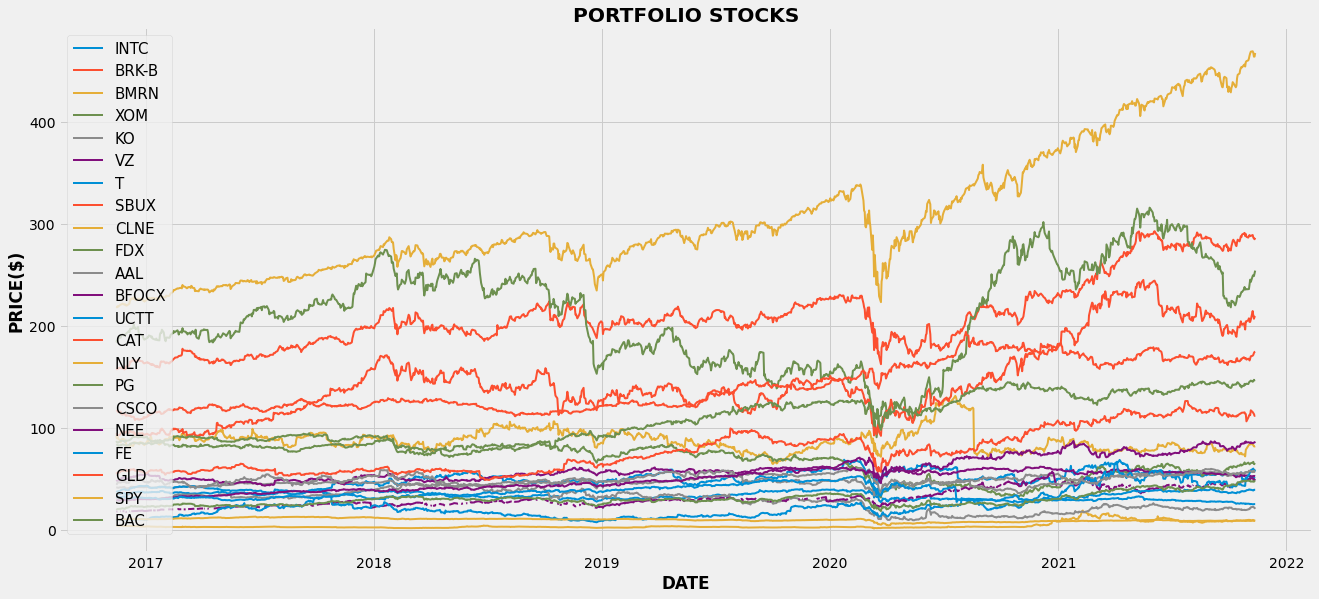 PORTFOLIO STOCKS
INTC
BRK-B
BMRN
XOM
KO
VZ
T
SBUX
CLNE
FDX
AAL
BFOCX
UCTT
CAT
NLY
PG
CSCO
NEE
FE
GLD
SPY
BAC
PRICE($)
400
300
200
100
0
2017
2018
2019
2020
2021
2022
DATE